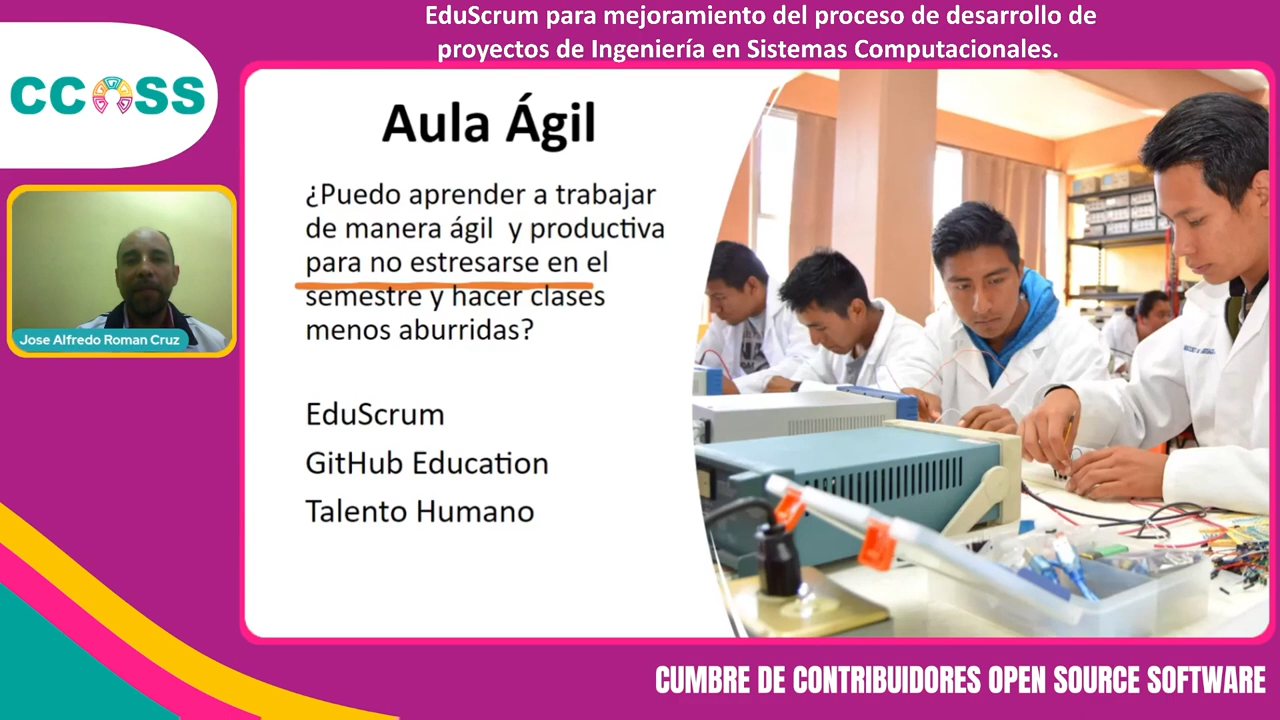 EduScrum para mejoramiento del proceso de desarrollo de
proyectos de Ingeniería en Sistemas Computacionales.
CCOSS
Jose Alfredo Roman Cruz
Aula Ágil
¿Puedo aprender a trabajar
de manera ágil y productiva
para no estresarse en el
semestre y hacer clases
menos aburridas?
EduScrum
GitHub Education
Talento Humano
CUMBRE DE CONTRIBUIDORES OPEN SOURCE SOFTWARE